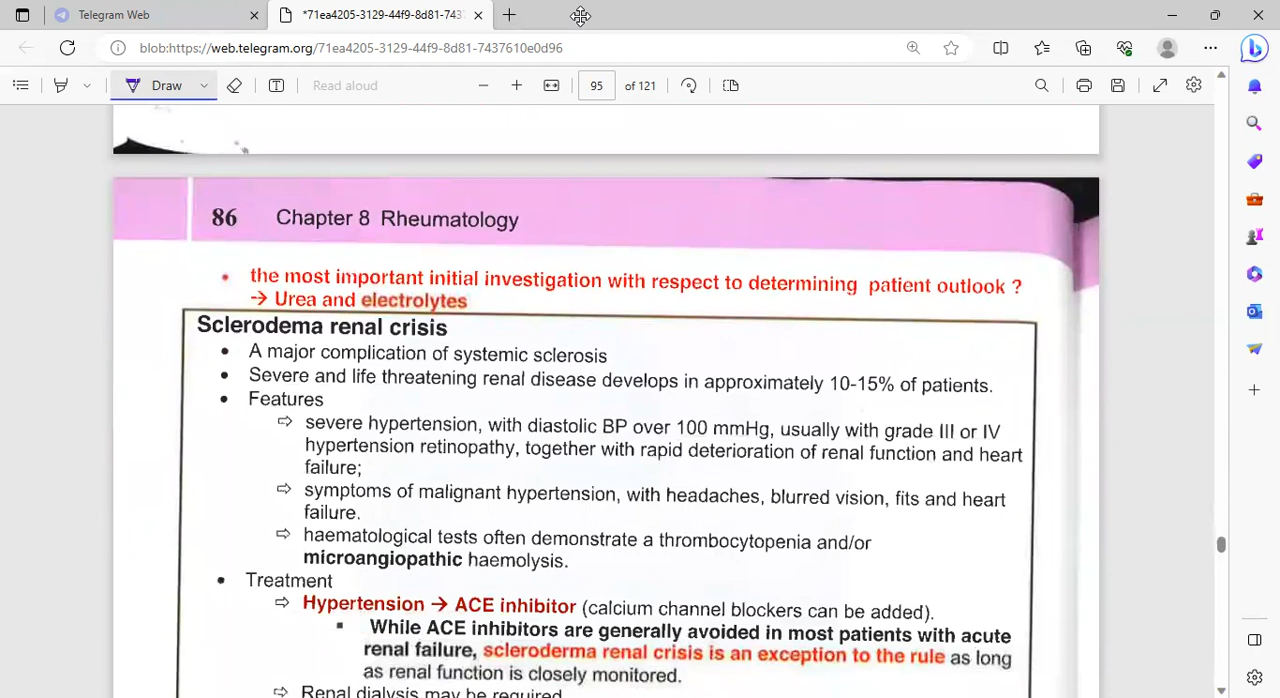 Telegram Web
*71ea4205-3129-44f9-8d81-7437
blob:https://web.telegram.org/71ea4205-3129-44f9-8d81-7437610e0d96
Draw
Read aloud
95 of 121
86 Chapter 8 Rheumatology
• the most important initial investigation with respect to determining patient outlook ?
→ Urea and electrolytes
Sclerodema renal crisis
• A major complication of systemic sclerosis
• Severe and life threatening renal disease develops in approximately 10-15% of patients.
• Features
⇨ severe hypertension, with diastolic BP over 100 mmHg, usually with grade III or IV
hypertension retinopathy, together with rapid deterioration of renal function and heart
failure;
⇨ symptoms of malignant hypertension, with headaches, blurred vision, fits and heart
failure.
⇨ haematological tests often demonstrate a thrombocytopenia and/or
microangiopathic haemolysis.
• Treatment
⇨ Hypertension → ACE inhibitor (calcium channel blockers can be added).
▪ While ACE inhibitors are generally avoided in most patients with acute
renal failure, scleroderma renal crisis is an exception to the rule as long
as renal function is closely monitored.
⇨ Renal dialysis may be required